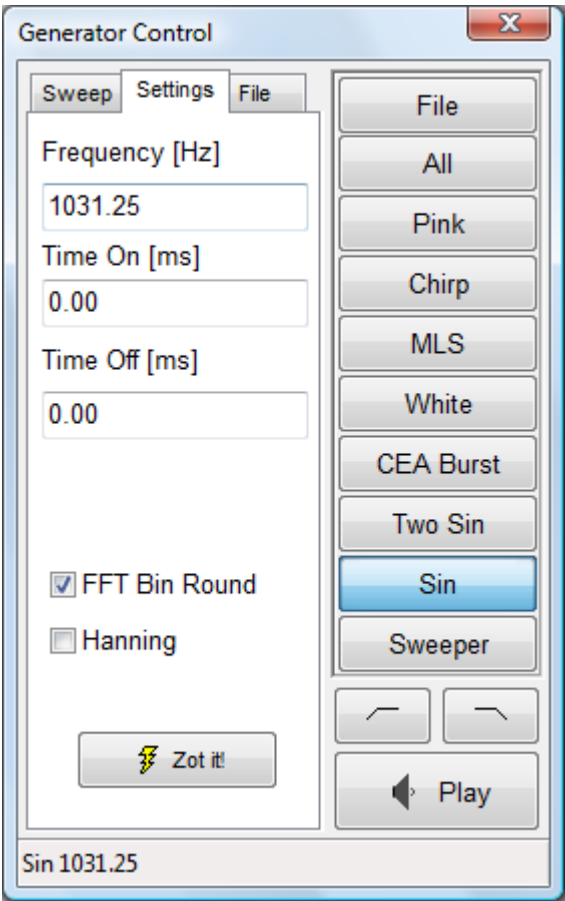 Generator Control
Sweep Settings File
Frequency [Hz]
1031.25
Time On [ms]
0.00
Time Off [ms]
0.00
FFT Bin Round
Hanning
Zot it!
File
All
Pink
Chirp
MLS
White
CEA Burst
Two Sin
Sin
Sweeper
Play
Sin 1031.25